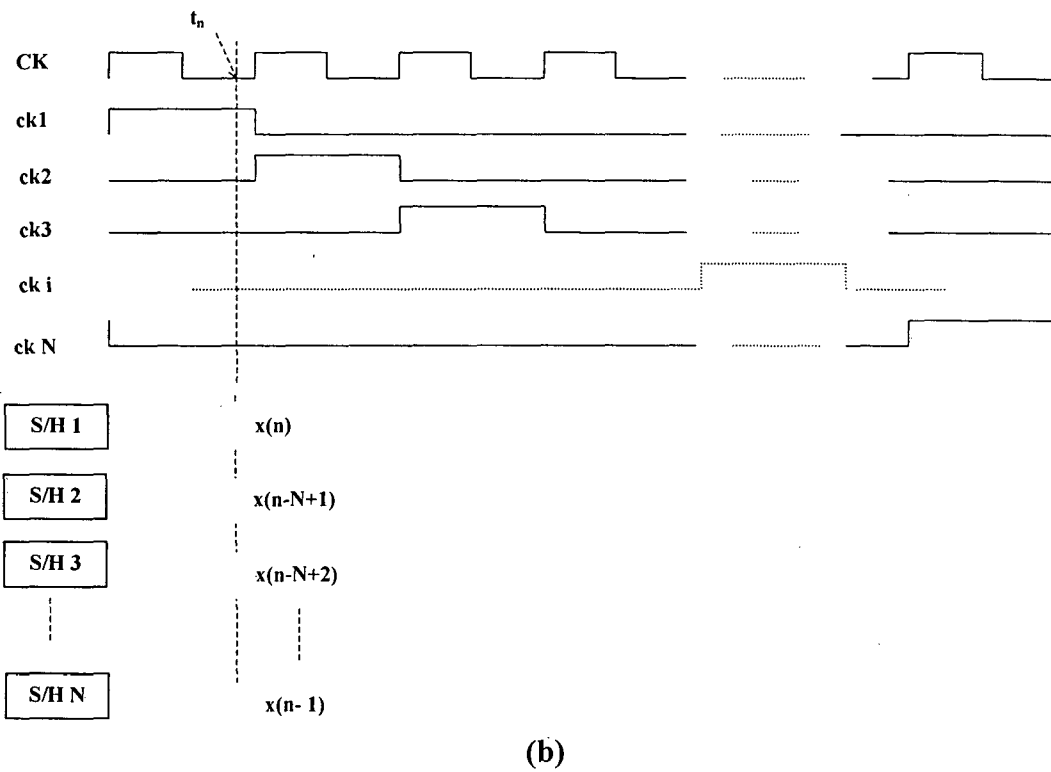 tn
CK
ck1
ck2
ck3
ck i
ck N
S/H 1 x(n)
S/H 2 x(n-N+1)
S/H 3 x(n-N+2)
S/H N x(n- 1)
(b)